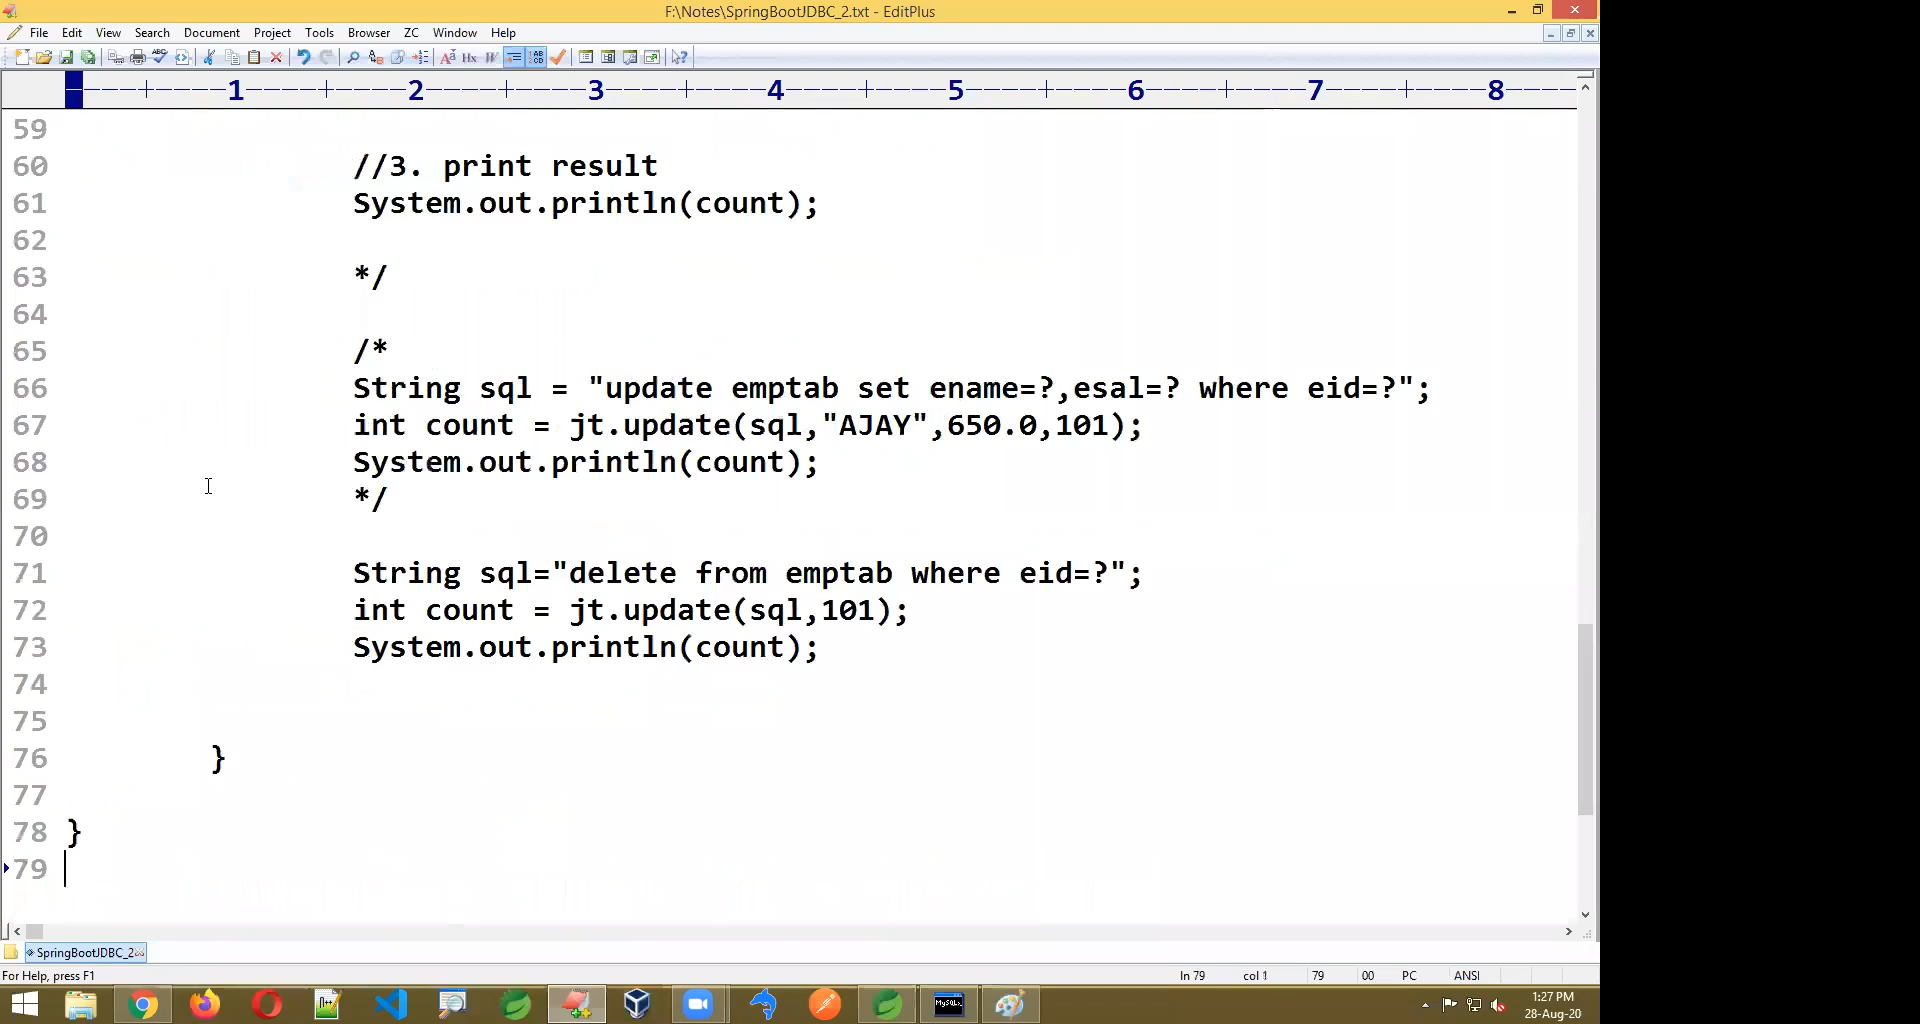 F:\Notes\SpringBootJDBC_2.txt - EditPlus
File Edit View Search Document Project Tools Browser ZC Window Help
1 2 3 4 5 6 7 8
59
60 //3. print result
61 System.out.println(count);
62
63 */
64
65 /*
66 String sql = "update emptab set ename=?,esal=? where eid=?";
67 int count = jt.update(sql,"AJAY",650.0,101);
68 System.out.println(count);
69 */
70
71 String sql="delete from emptab where eid=?";
72 int count = jt.update(sql,101);
73 System.out.println(count);
74
75
76 }
77
78 }
79
SpringBootJDBC_2
For Help, press F1 ln 79 col 1 79 00 PC ANSI
1:27 PM
28-Aug-20